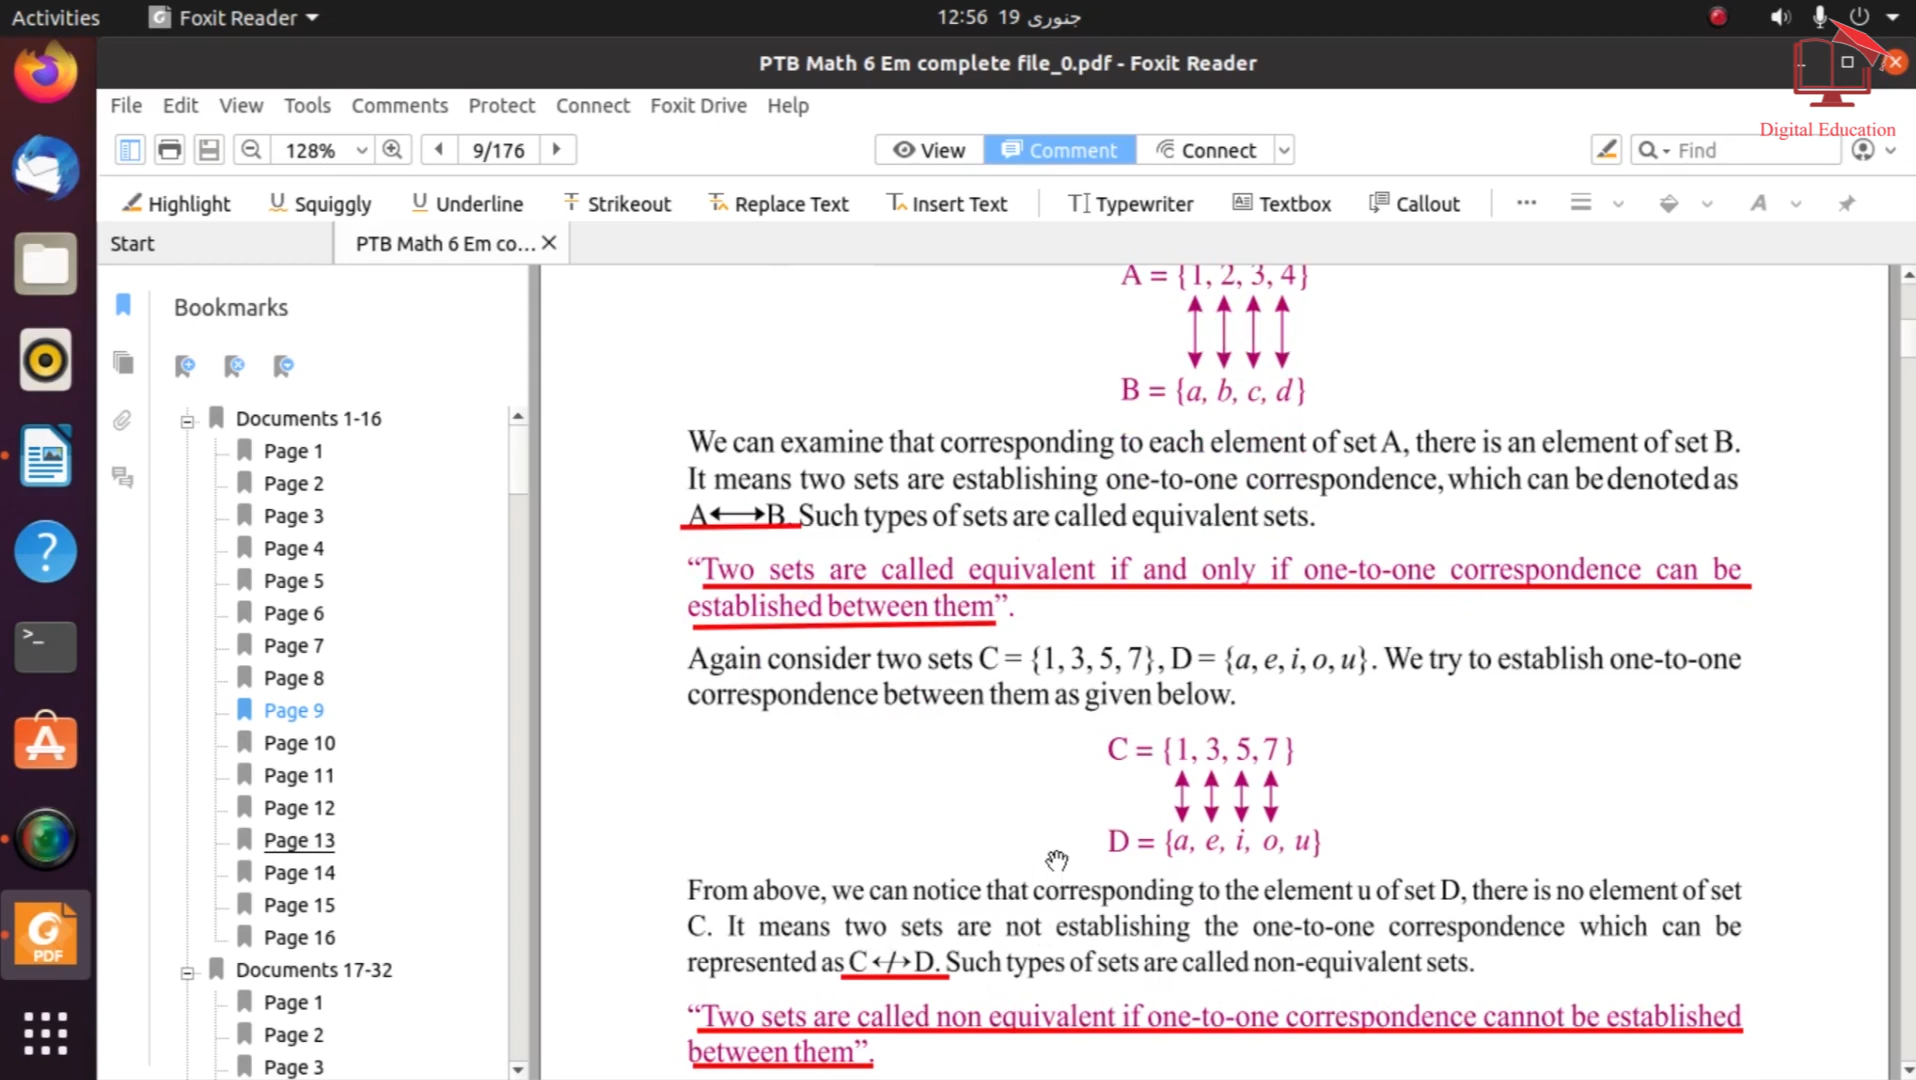 Activities
Foxit Reader
جنوری 19 12:56
PTB Math 6 Em complete file_0.pdf - Foxit Reader
Digital Education
File Edit View Tools Comments Protect Connect Foxit Drive Help
128%
9/176
View
Comment
Connect
Find
Highlight
Squiggly
Underline
Strikeout
Replace Text
Insert Text
Typewriter
Textbox
Callout
Start
PTB Math 6 Em co...
Bookmarks
Documents 1-16
Page 1
Page 2
Page 3
Page 4
Page 5
Page 6
Page 7
Page 8
Page 9
Page 10
Page 11
Page 12
Page 13
Page 14
Page 15
Page 16
Documents 17-32
Page 1
Page 2
Page 3
PDF
A = {1, 2, 3, 4}
B = {a, b, c, d}
We can examine that corresponding to each element of set A, there is an element of set B.
It means two sets are establishing one-to-one correspondence, which can be denoted as
A⟷B. Such types of sets are called equivalent sets.
“Two sets are called equivalent if and only if one-to-one correspondence can be
established between them”.
Again consider two sets C = {1, 3, 5, 7}, D = {a, e, i, o, u}. We try to establish one-to-one
correspondence between them as given below.
C = {1, 3, 5,7 }
D = {a, e, i, o, u}
From above, we can notice that corresponding to the element u of set D, there is no element of set
C. It means two sets are not establishing the one-to-one correspondence which can be
represented as C ↮ D. Such types of sets are called non-equivalent sets.
“Two sets are called non equivalent if one-to-one correspondence cannot be established
between them”.